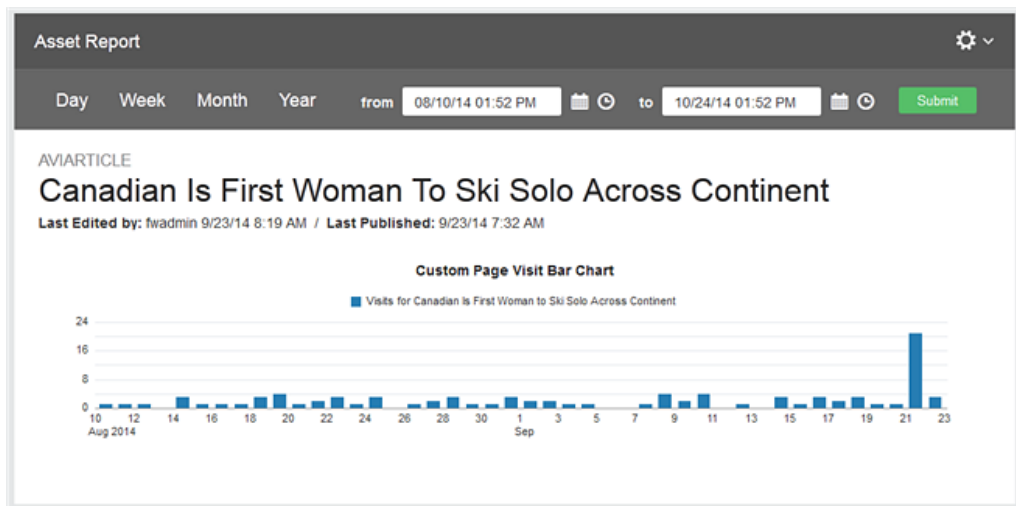 Asset Report
Day Week Month Year from 08/10/14 01:52 PM to 10/24/14 01:52 PM Submit
AVIARTICLE
Canadian Is First Woman To Ski Solo Across Continent
Last Edited by: fwadmin 9/23/14 8:19 AM / Last Published: 9/23/14 7:32 AM
Custom Page Visit Bar Chart
Visits for Canadian Is First Woman to Ski Solo Across Continent
24
16
8
0
10 12 14 16 18 20 22 24 26 28 30 1 3 5 7 9 11 13 15 17 19 21 23
Aug 2014 Sep